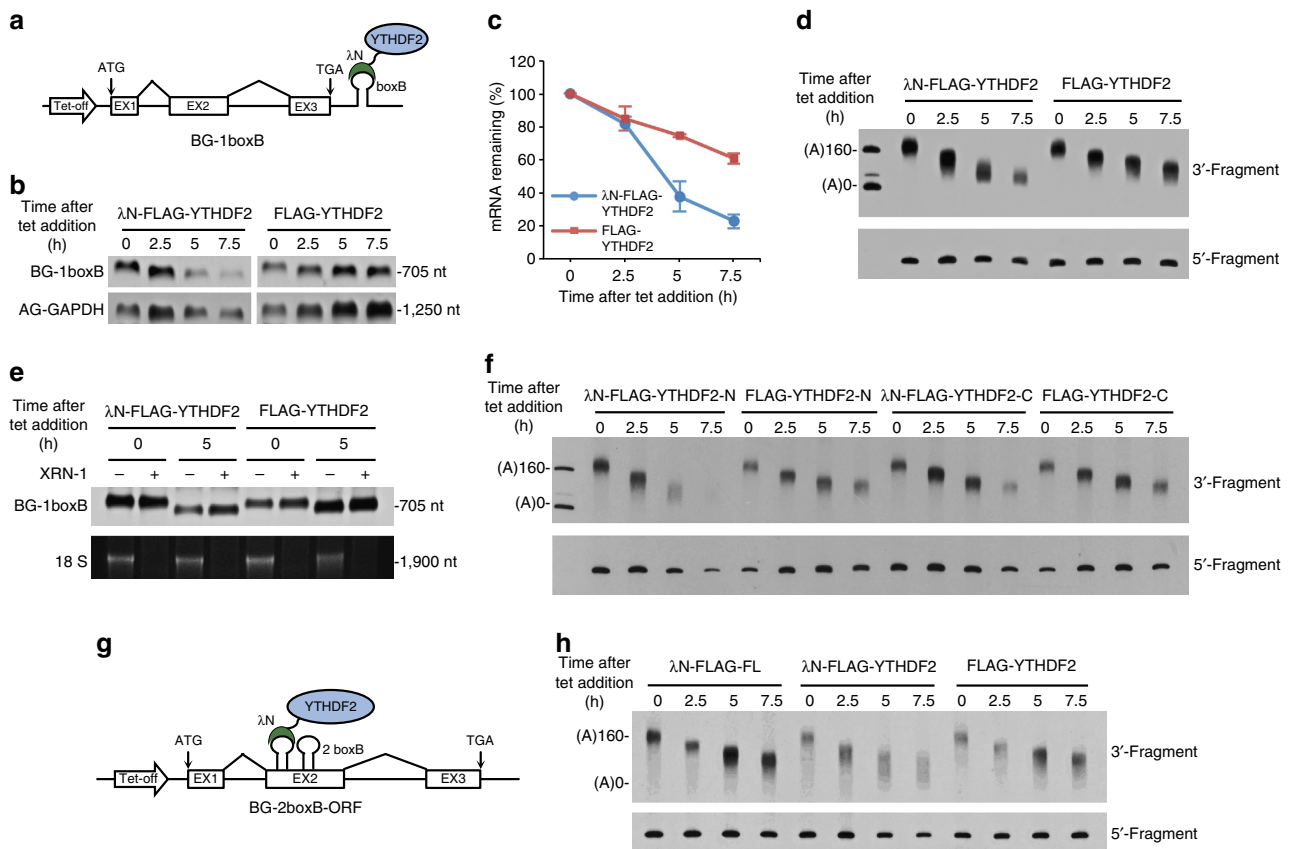 a
λN
YTHDF2
ATG
TGA
boxB
Tet-off
EX1
EX2
EX3
BG-1boxB
b
Time after
tet addition
(h)
λN-FLAG-YTHDF2
FLAG-YTHDF2
0 2.5 5 7.5 0 2.5 5 7.5
BG-1boxB
-705 nt
AG-GAPDH
-1,250 nt
c
mRNA remaining (%)
120
100
80
60
40
20
0
λN-FLAG-
YTHDF2
FLAG-
YTHDF2
0 2.5 5 7.5
Time after tet addition (h)
d
Time after
tet addition
(h)
λN-FLAG-YTHDF2
FLAG-YTHDF2
0 2.5 5 7.5 0 2.5 5 7.5
(A)160-
(A)0-
3′-Fragment
5′-Fragment
e
Time after
tet addition
(h)
λN-FLAG-YTHDF2
FLAG-YTHDF2
0 5 0 5
XRN-1
– + – + – + – +
BG-1boxB
-705 nt
18 S
-1,900 nt
f
Time after
tet addition
(h)
λN-FLAG-YTHDF2-N
FLAG-YTHDF2-N
λN-FLAG-YTHDF2-C
FLAG-YTHDF2-C
0 2.5 5 7.5 0 2.5 5 7.5 0 2.5 5 7.5 0 2.5 5 7.5
(A)160-
(A)0-
3′-Fragment
5′-Fragment
g
YTHDF2
λN
ATG
2 boxB
TGA
Tet-off
EX1
EX2
EX3
BG-2boxB-ORF
h
Time after
tet addition
(h)
λN-FLAG-FL
λN-FLAG-YTHDF2
FLAG-YTHDF2
0 2.5 5 7.5 0 2.5 5 7.5 0 2.5 5 7.5
(A)160-
(A)0-
3′-Fragment
5′-Fragment